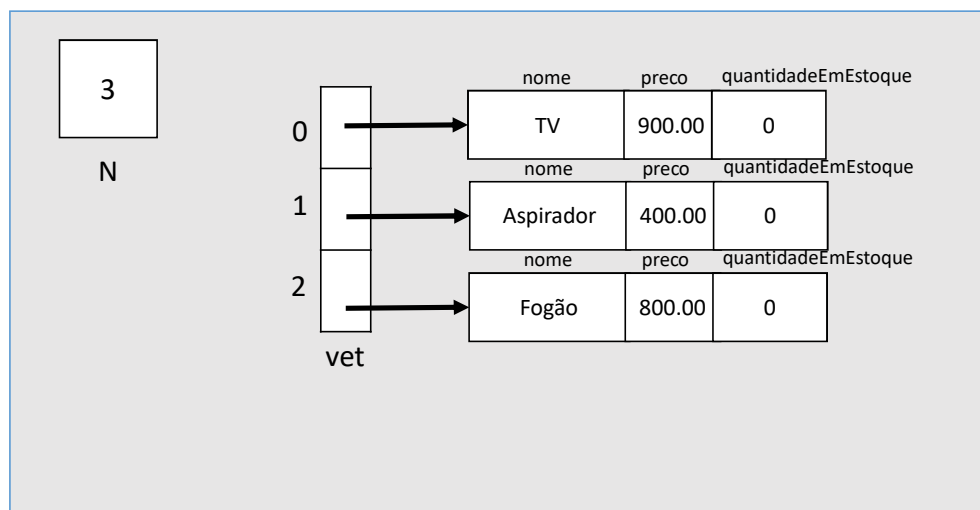 3
N
nome preco quantidadeEmEstoque
0 TV 900.00 0
nome preco quantidadeEmEstoque
1 Aspirador 400.00 0
nome preco quantidadeEmEstoque
2 Fogão 800.00 0
vet